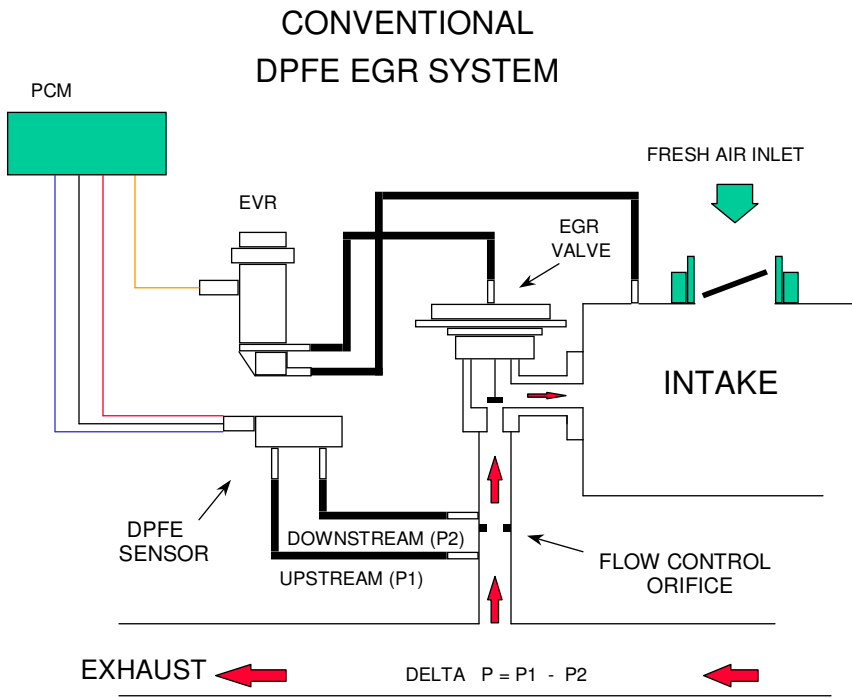 CONVENTIONAL
DPFE EGR SYSTEM
PCM
FRESH AIR INLET
EVR
EGR
VALVE
INTAKE
DPFE
SENSOR
DOWNSTREAM (P2)
UPSTREAM (P1)
FLOW CONTROL
ORIFICE
EXHAUST
DELTA P = P1 - P2